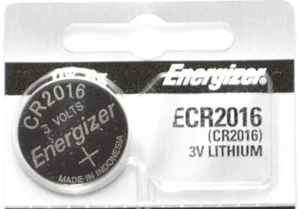 CR2016
3 VOLTS
Energizer
+
MADE IN INDONESIA
Energizer
ECR2016
(CR2016)
3V LITHIUM